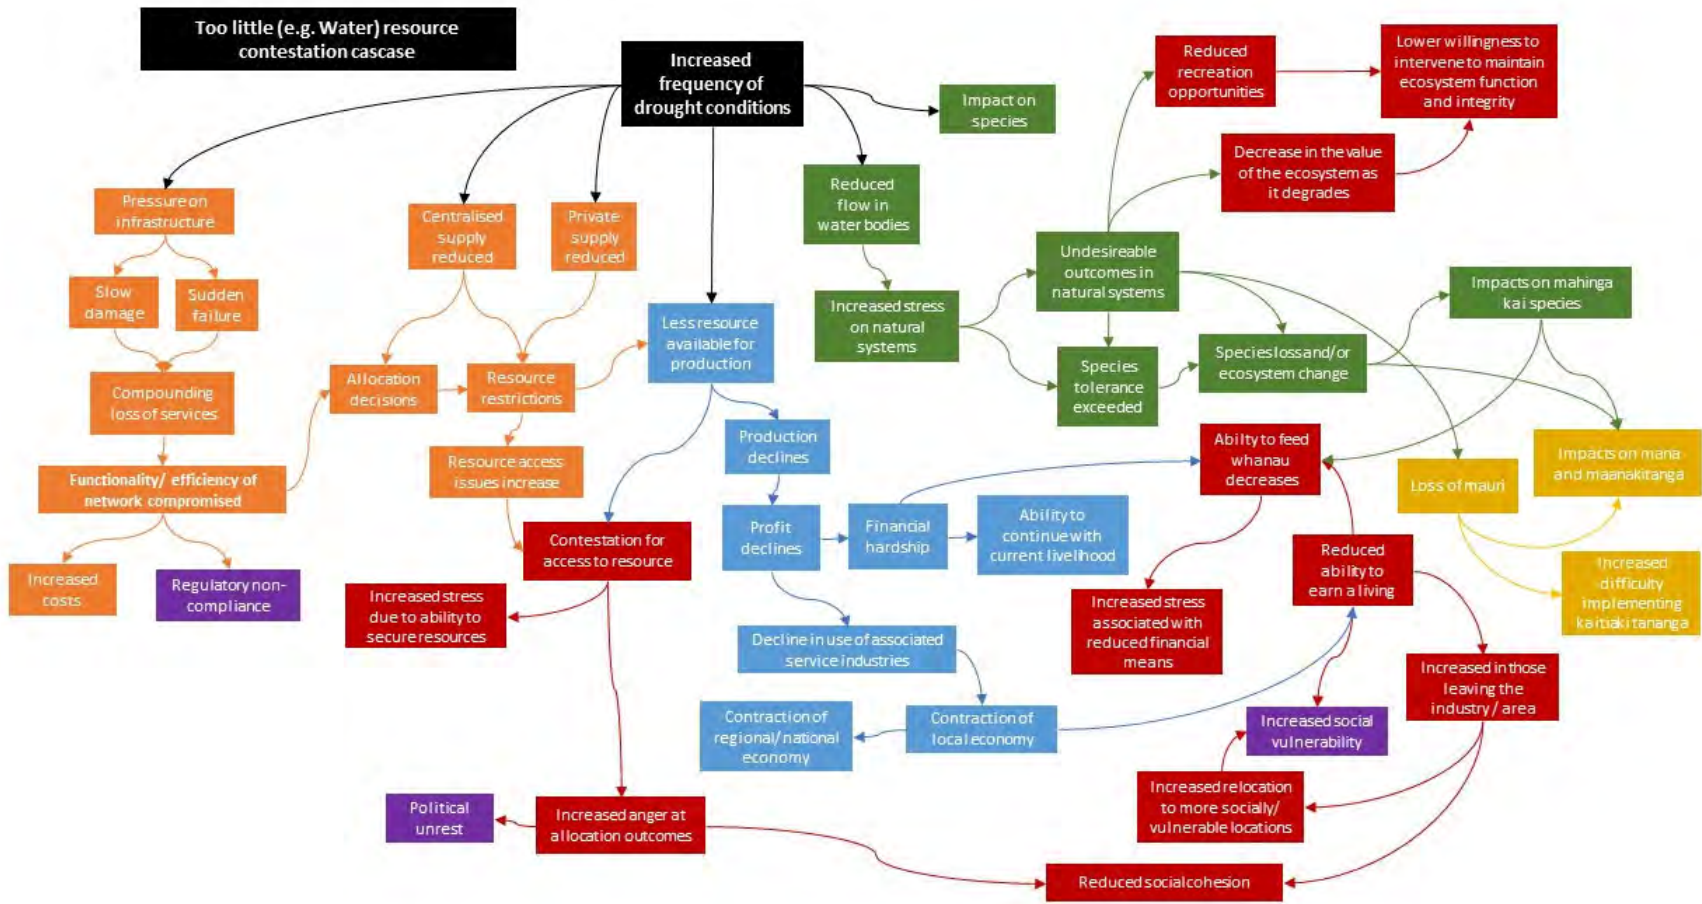 Too little (e.g. Water) resource
contestation cascase
Increased
frequency of
drought conditions
Impact on
species
Reduced
recreation
opportunities
Lower willingness to
intervene to maintain
ecosystem function
and integrity
Decrease in the value
of the ecosystem as
it degrades
Pressure on
infrastructure
Centralised
supply
reduced
Private
supply
reduced
Reduced
flow in
water bodies
Undesireable
outcomes in
natural systems
Impacts on mahinga
kai species
Slow
damage
Sudden
failure
Less resource
available for
production
Increased stress
on natural
systems
Species
tolerance
exceeded
Species loss and/or
ecosystem change
Compounding
loss of services
Allocation
decisions
Resource
restrictions
Production
declines
Abilty to feed
whanau
decreases
Impacts on mana
and maanakitanga
Loss of mauri
Functionality/ efficiency of
network compromised
Resource access
issues increase
Profit
declines
Financial
hardship
Ability to
continue with
current livelihood
Contestation for
access to resource
Reduced
ability to
earn a living
Increased
difficulty
implementing
kaitiakitananga
Increased
costs
Regulatory non-
compliance
Increased stress
due to ability to
secure resources
Increased stress
associated with
reduced financial
means
Decline in use of associated
service industries
Increased in those
leaving the
industry / area
Contraction of
regional/national
economy
Contraction of
local economy
Increased social
vulnerability
Increased relocation
to more socially/
vulnerable locations
Political
unrest
Increased anger at
allocation outcomes
Reduced social cohesion